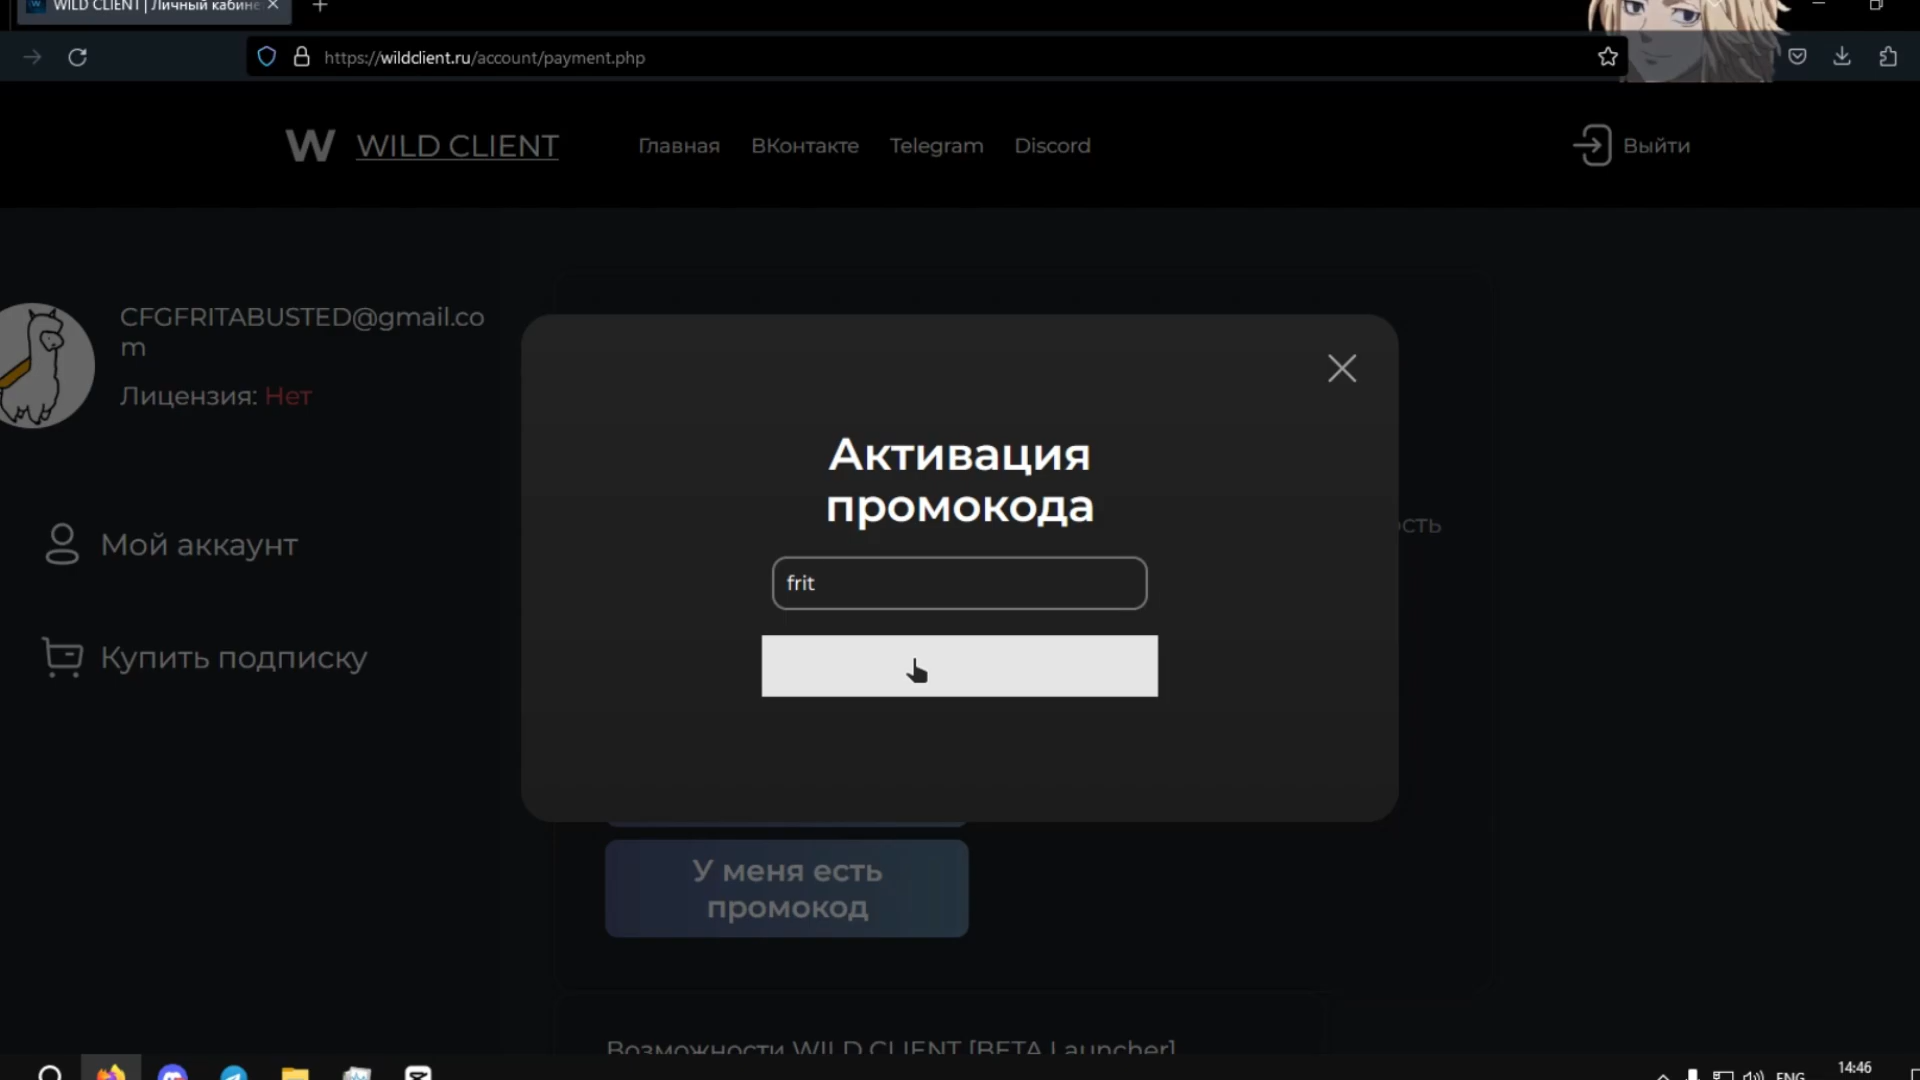 WILD CLIENT | Личный кабине
https://wildclient.ru/account/payment.php
W WILD CLIENT
Главная
ВКонтакте
Telegram
Discord
Выйти
CFGFRITABUSTED@gmail.co
m
Лицензия: Нет
Мой аккаунт
Купить подписку
Активация
промокода
frit
ость
У меня есть
промокод
Возможности WILD CLIENT [BETA Launcher]
ENG
14:46